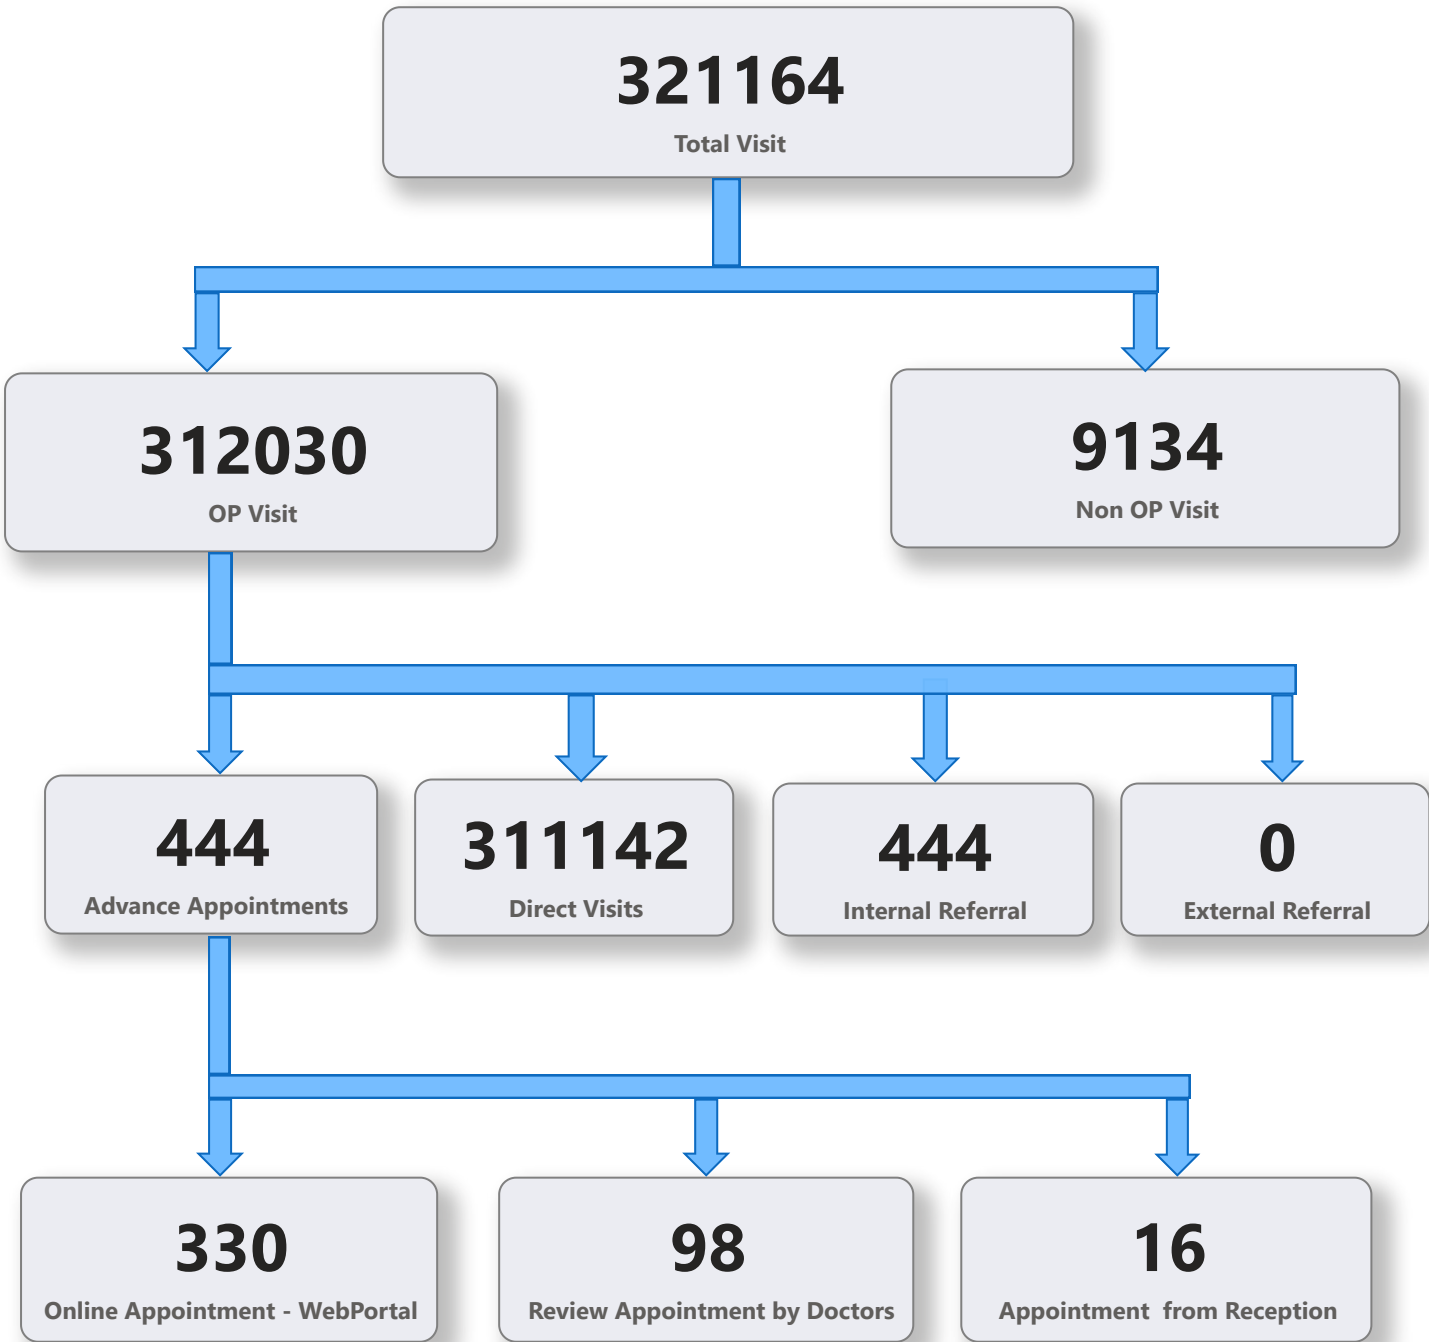 321164
Total Visit
312030
OP Visit
9134
Non OP Visit
444
Advance Appointments
311142
Direct Visits
444
Internal Referral
0
External Referral
330
Online Appointment - WebPortal
98
Review Appointment by Doctors
16
Appointment  from Reception